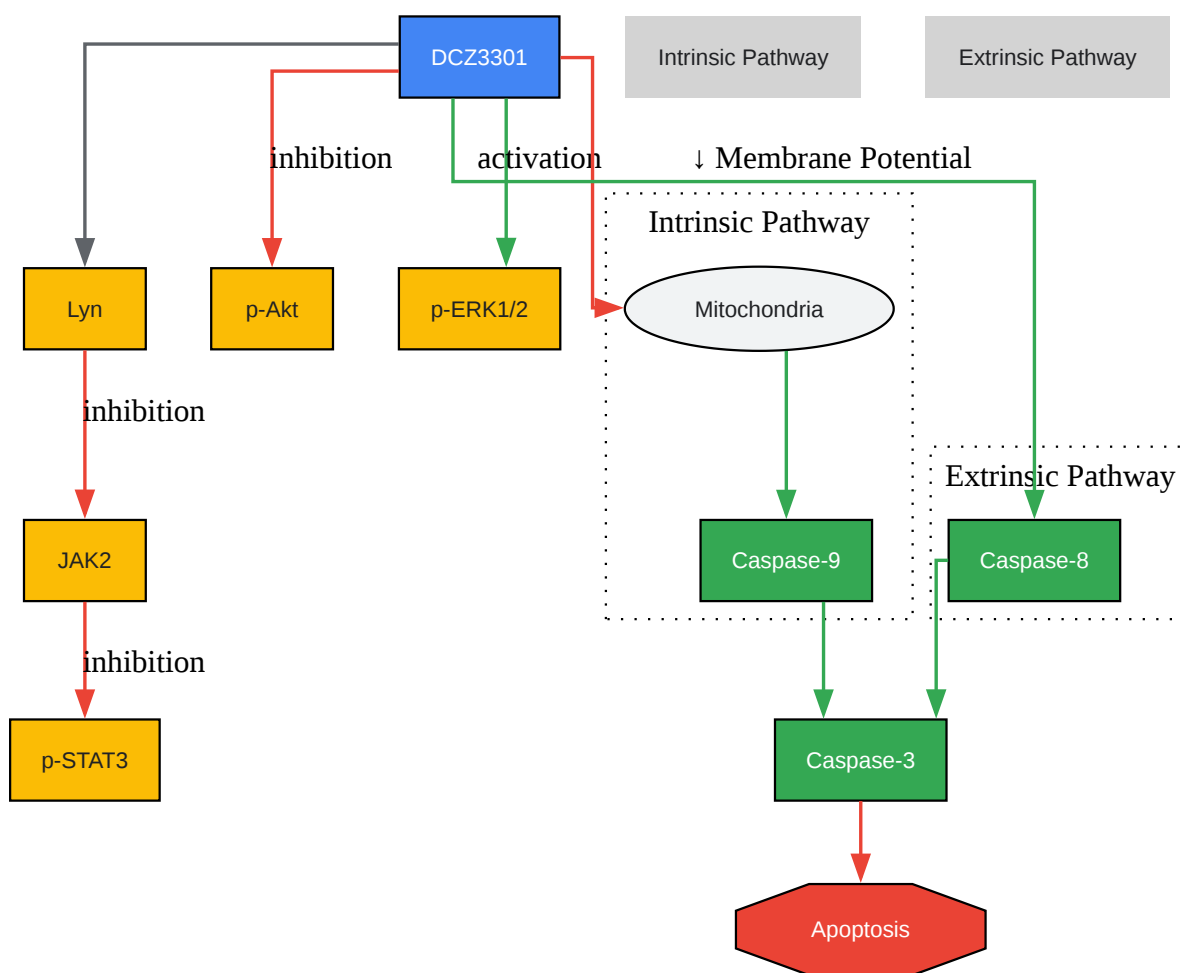 DCZ3301
Intrinsic Pathway
Extrinsic Pathway
inhibition
activation
↓ Membrane Potential
Intrinsic Pathway
Lyn
p-Akt
p-ERK1/2
Mitochondria
inhibition
Extrinsic Pathway
JAK2
Caspase-9
Caspase-8
inhibition
p-STAT3
Caspase-3
Apoptosis